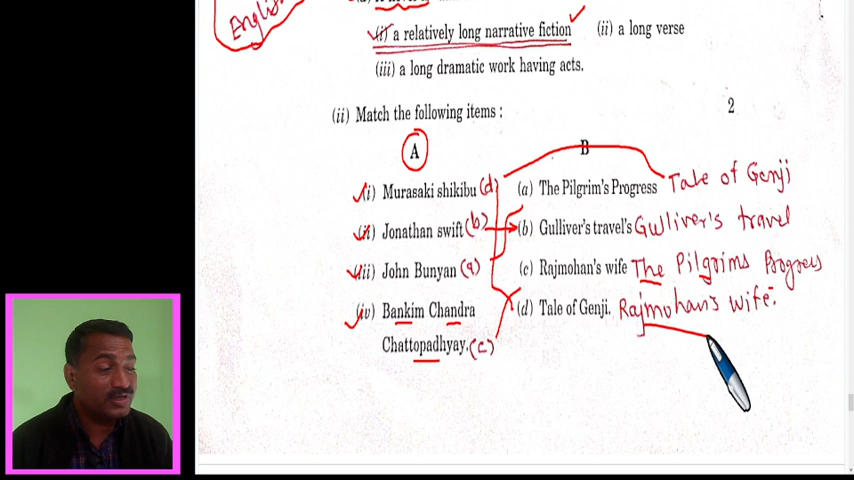 English
(i) a relatively long narrative fiction (ii) a long verse
(iii) a long dramatic work having acts.
(ii) Match the following items : 2
A B
(i) Murasaki shikibu (d) (a) The Pilgrim's Progress Tale of Genji
(ii) Jonathan swift (b) (b) Gulliver's travel's Gulliver's travel
(iii) John Bunyan (a) (c) Rajmohan's wife The Pilgrims Progress
(iv) Bankim Chandra (d) Tale of Genji. Rajmohan's wife.
Chattopadhyay. (c)